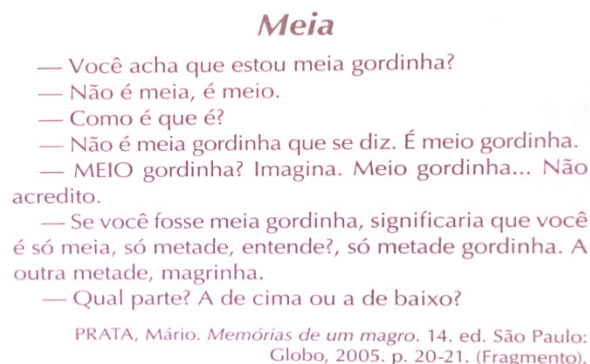 Meia
— Você acha que estou meia gordinha?
— Não é meia, é meio.
— Como é que é?
— Não é meia gordinha que se diz. É meio gordinha.
— MEIO gordinha? Imagina. Meio gordinha... Não
acredito.
— Se você fosse meia gordinha, significaria que você
é só meia, só metade, entende?, só metade gordinha. A
outra metade, magrinha.
— Qual parte? A de cima ou a de baixo?
PRATA, Mário. Memórias de um magro. 14. ed. São Paulo:
Globo, 2005. p. 20-21. (Fragmento).